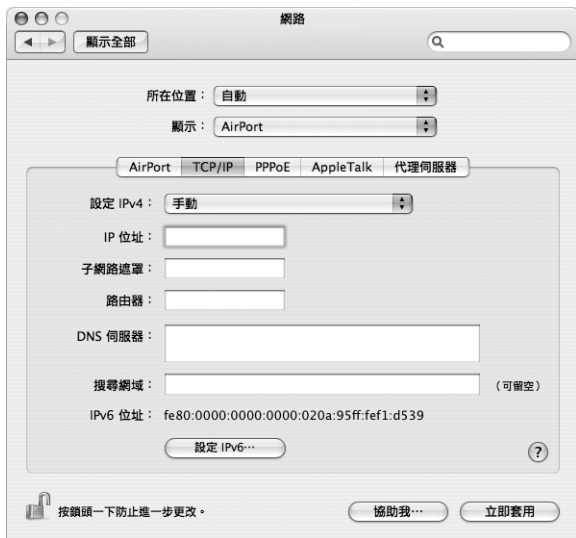 網路
顯示全部
所在位置：自動
顯示：AirPort
AirPort TCP/IP PPPoE AppleTalk 代理伺服器
設定 IPv4：手動
IP 位址：
子網路遮罩：
路由器：
DNS 伺服器：
搜尋網域： （可留空）
IPv6 位址：fe80:0000:0000:0000:020a:95ff:fef1:d539
設定 IPv6…
?
按鎖頭一下防止進一步更改。 協助我… 立即套用